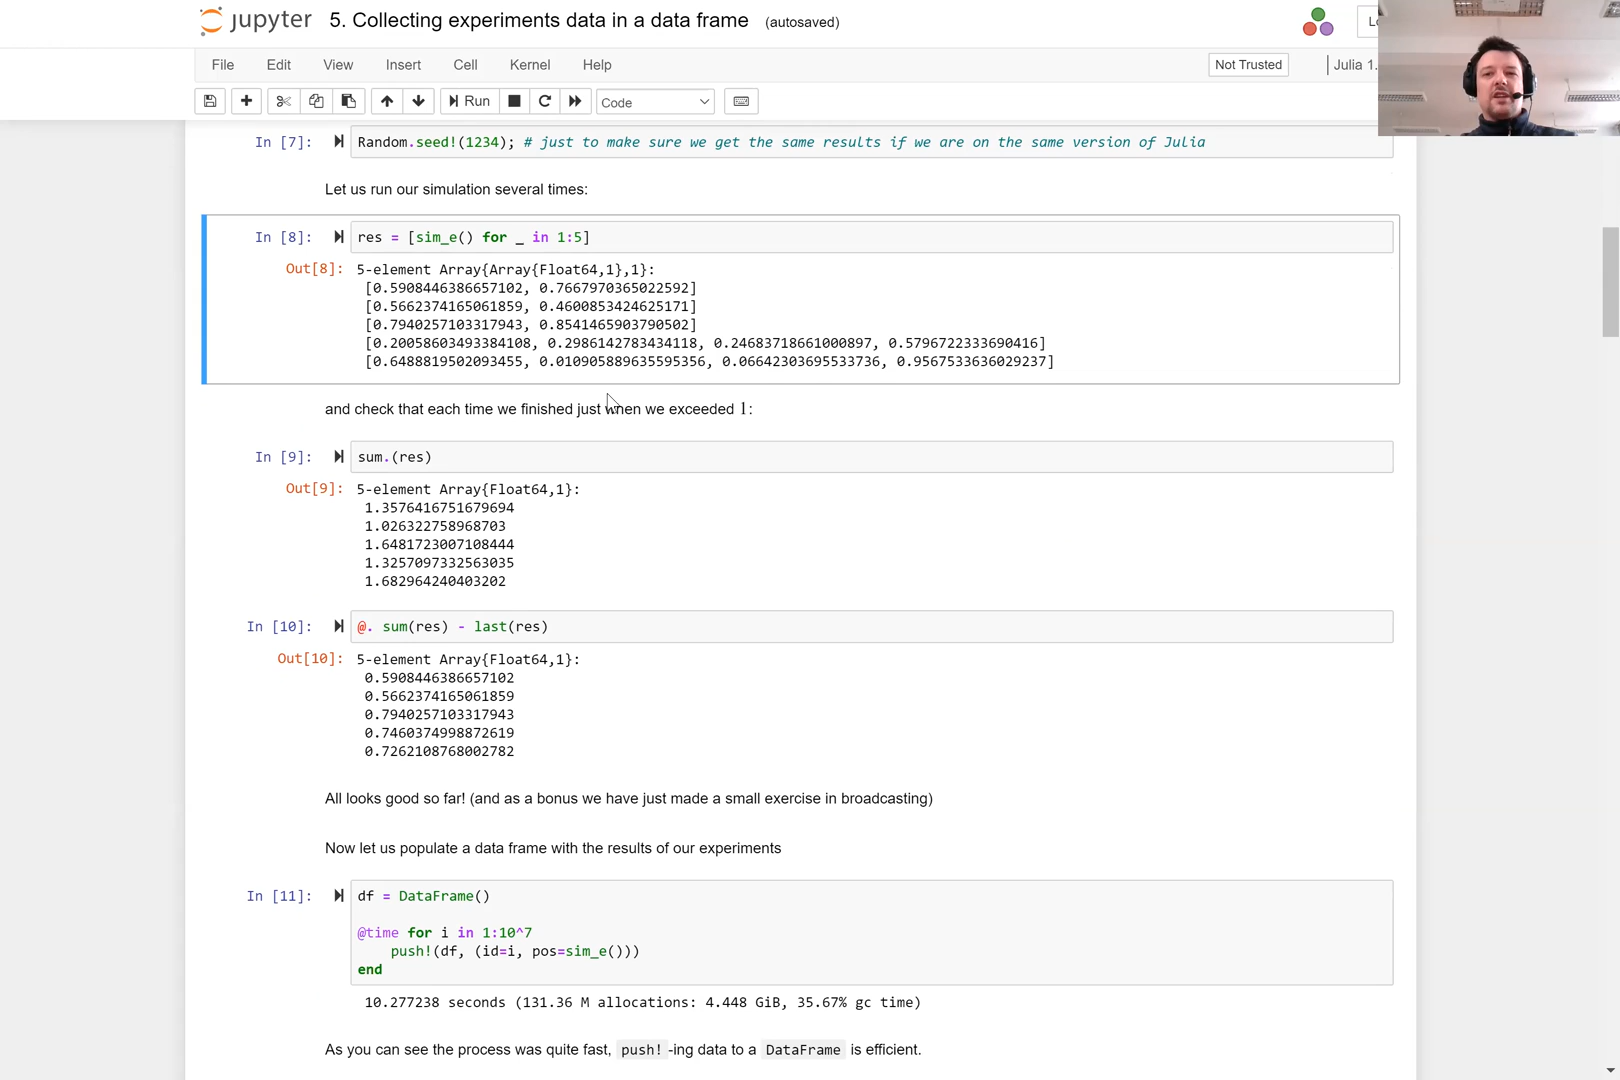 jupyter 5. Collecting experiments data in a data frame (autosaved)
File Edit View Insert Cell Kernel Help Not Trusted Julia 1.
Run Code
In [7]: Random.seed!(1234); # just to make sure we get the same results if we are on the same version of Julia
Let us run our simulation several times:
In [8]: res = [sim_e() for _ in 1:5]
Out[8]: 5-element Array{Array{Float64,1},1}:
[0.5908446386657102, 0.7667970365022592]
[0.5662374165061859, 0.4600853424625171]
[0.7940257103317943, 0.8541465903790502]
[0.20058603493384108, 0.2986142783434118, 0.24683718661000897, 0.5796722333690416]
[0.6488819502093455, 0.010905889635595356, 0.06642303695533736, 0.9567533636029237]
and check that each time we finished just when we exceeded 1:
In [9]: sum.(res)
Out[9]: 5-element Array{Float64,1}:
1.3576416751679694
1.026322758968703
1.6481723007108444
1.3257097332563035
1.682964240403202
In [10]: @. sum(res) - last(res)
Out[10]: 5-element Array{Float64,1}:
0.5908446386657102
0.5662374165061859
0.7940257103317943
0.7460374998872619
0.7262108768002782
All looks good so far! (and as a bonus we have just made a small exercise in broadcasting)
Now let us populate a data frame with the results of our experiments
In [11]: df = DataFrame()
@time for i in 1:10^7
push!(df, (id=i, pos=sim_e()))
end
10.277238 seconds (131.36 M allocations: 4.448 GiB, 35.67% gc time)
As you can see the process was quite fast, push! -ing data to a DataFrame is efficient.